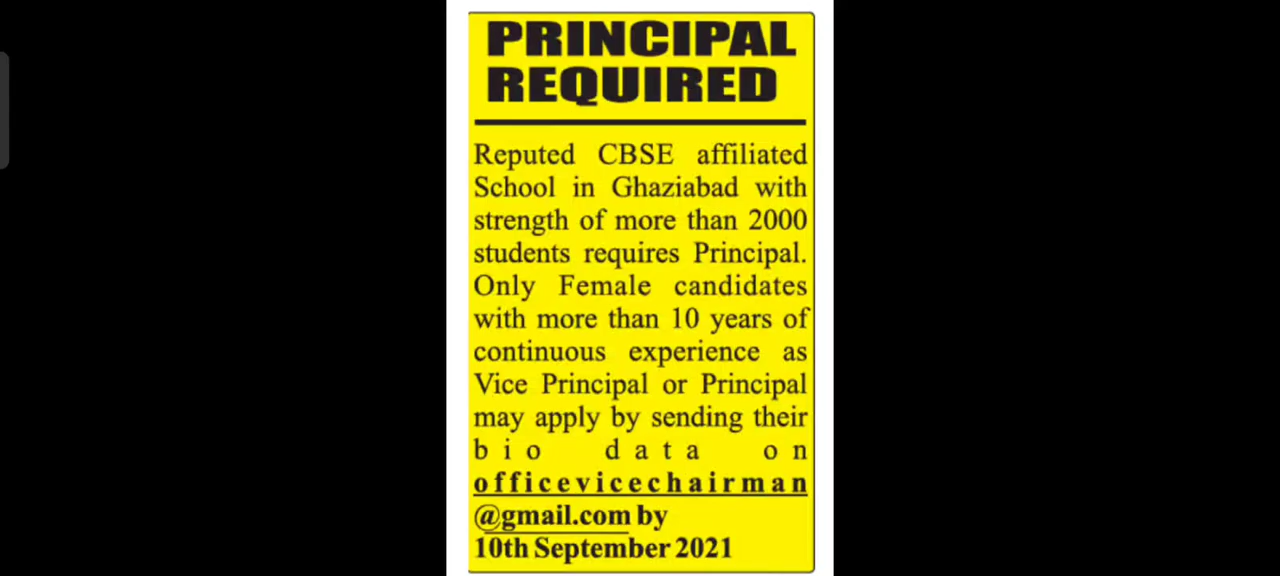 PRINCIPAL
REQUIRED
Reputed CBSE affiliated
School in Ghaziabad with
strength of more than 2000
students requires Principal.
Only Female candidates
with more than 10 years of
continuous experience as
Vice Principal or Principal
may apply by sending their
bio data on
officevicechairman
@gmail.com by
10th September 2021